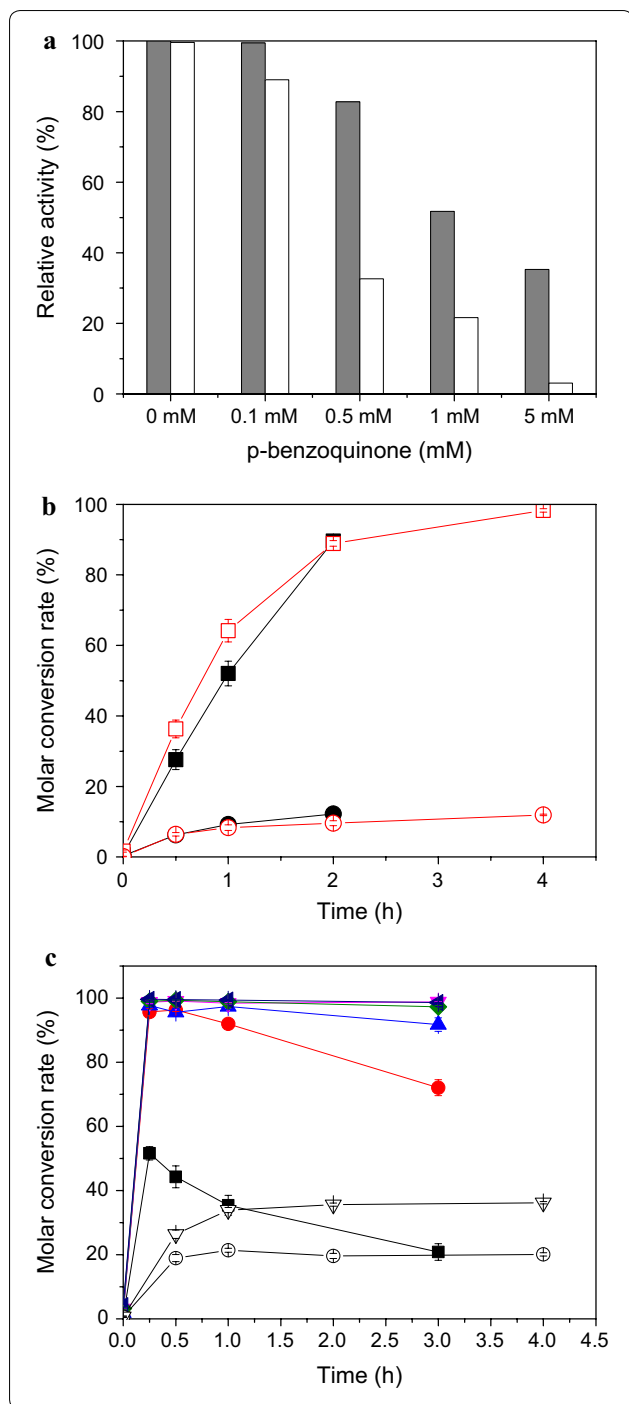 a
100
80
60
40
20
0
Relative activity (%)
0 mM 0.1 mM 0.5 mM 1 mM 5 mM
p-benzoquinone (mM)
b
100
80
60
40
20
0
Molar conversion rate (%)
0 1 2 3 4
Time (h)
c
100
80
60
40
20
0
Molar conversion rate (%)
0.0 0.5 1.0 1.5 2.0 2.5 3.0 3.5 4.0 4.5
Time (h)